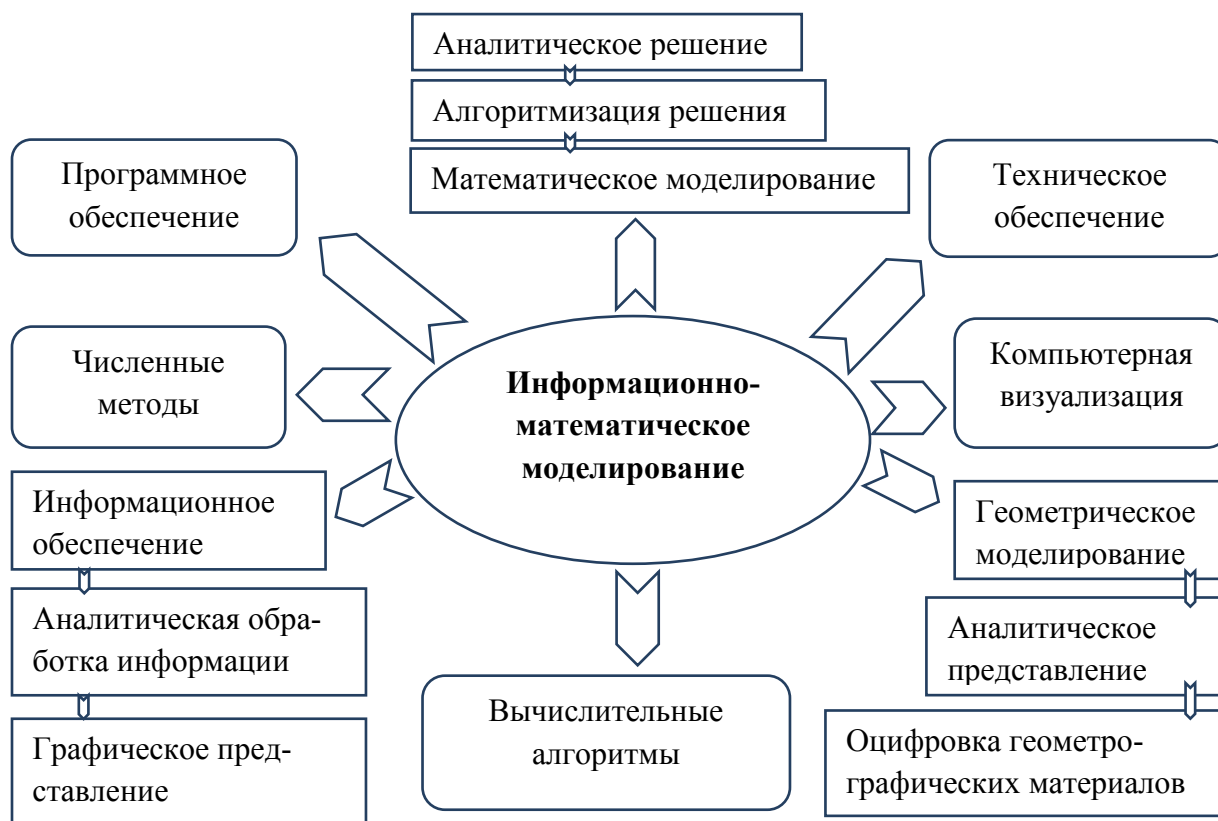 Аналитическое решение
Алгоритмизация решения
Математическое моделирование
Программное
обеспечение
Техническое
обеспечение
Численные
методы
Информационно-
математическое
моделирование
Компьютерная
визуализация
Информационное
обеспечение
Геометрическое
моделирование
Аналитическая обра-
ботка информации
Аналитическое
представление
Графическое пред-
ставление
Вычислительные
алгоритмы
Оцифровка геометро-
графических материалов